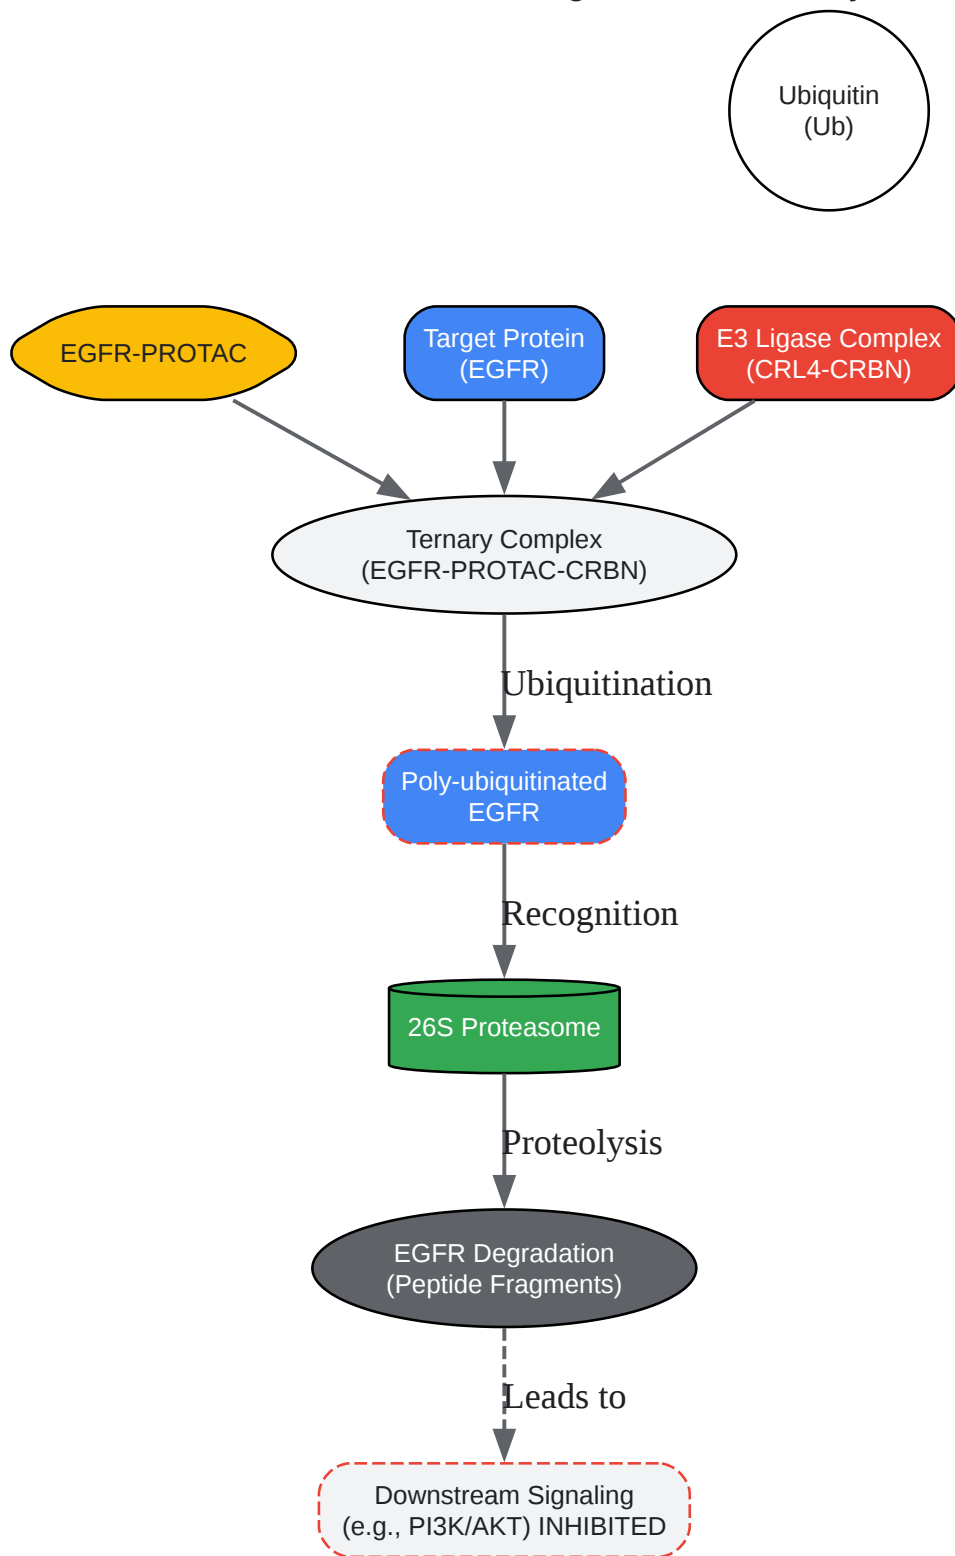 Ubiquitin
(Ub)
EGFR-PROTAC
Target Protein
(EGFR)
E3 Ligase Complex
(CRL4-CRBN)
Ternary Complex
(EGFR-PROTAC-CRBN)
Ubiquitination
Poly-ubiquitinated
EGFR
Recognition
26S Proteasome
Proteolysis
EGFR Degradation
(Peptide Fragments)
Leads to
Downstream Signaling
(e.g., PI3K/AKT) INHIBITED